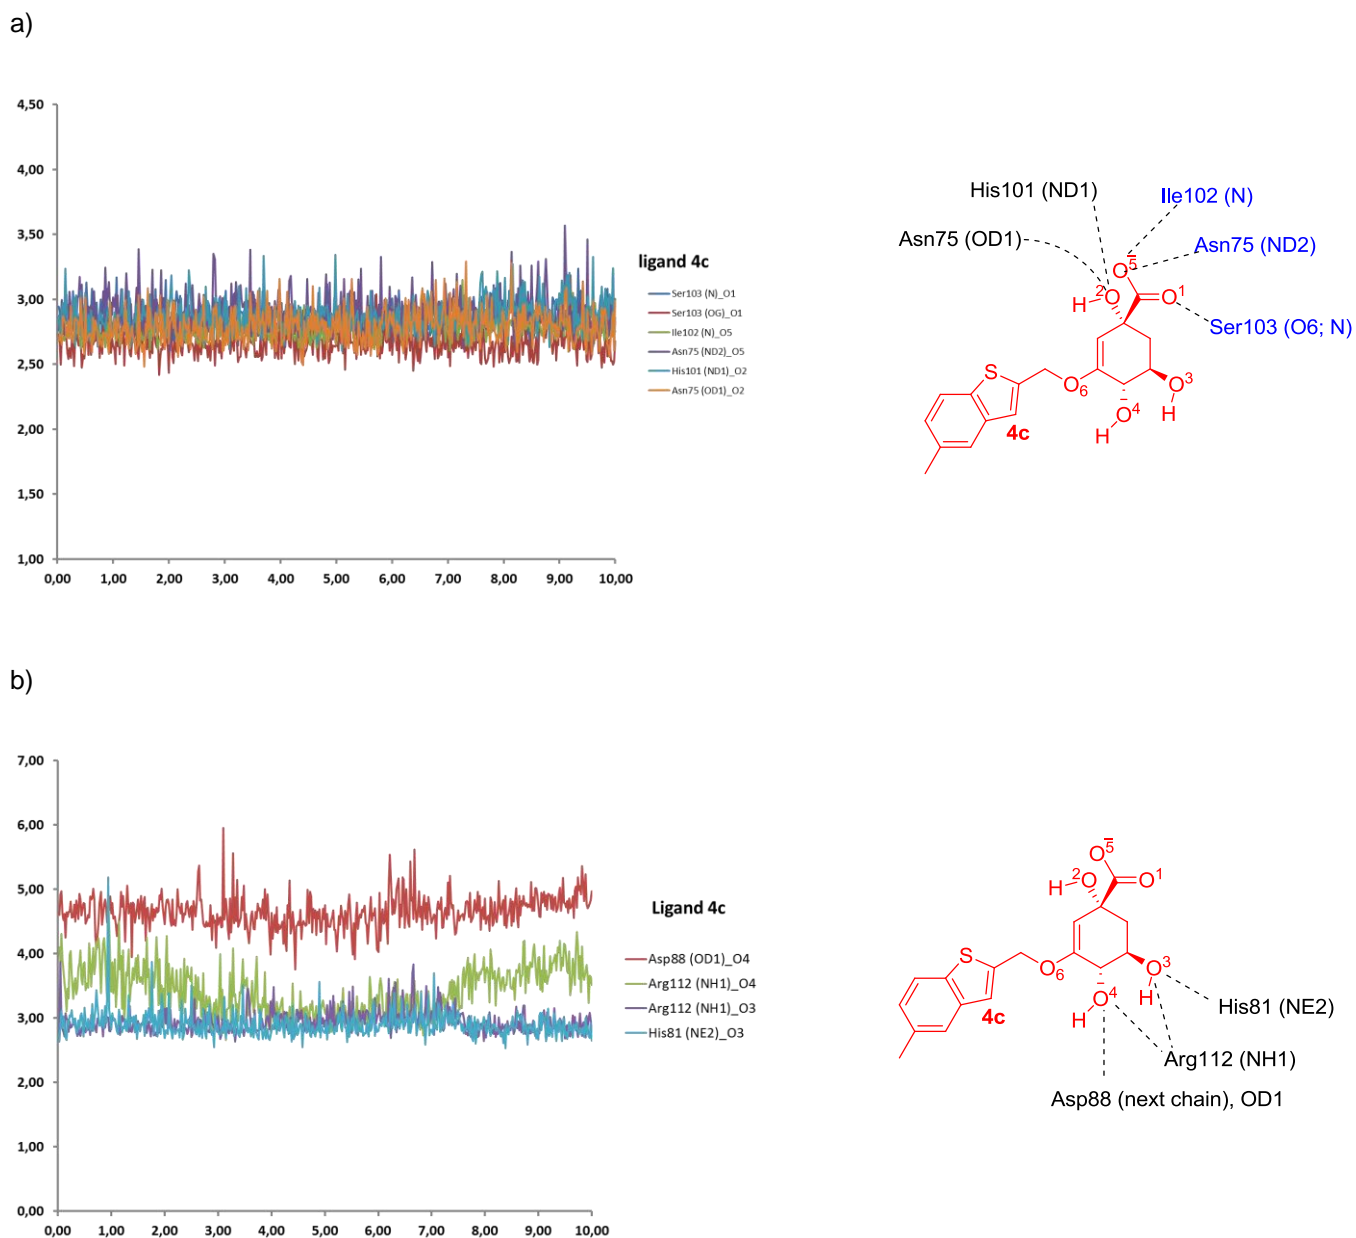 a)
4,50
4,00
3,50
3,00
2,50
2,00
1,50
1,00
0,00 1,00 2,00 3,00 4,00 5,00 6,00 7,00 8,00 9,00 10,00
ligand 4c
Ser103 (N)_O1
Ser103 (OG)_O1
Ile102 (N)_O5
Asn75 (ND2)_O5
His101 (ND1)_O2
Asn75 (OD1)_O2
His101 (ND1)
Ile102 (N)
Asn75 (OD1)
Asn75 (ND2)
O5
H 2O O1
Ser103 (O6; N)
S
O6
O3
H
O4
H
4c
b)
7,00
6,00
5,00
4,00
3,00
2,00
1,00
0,00
0,00 1,00 2,00 3,00 4,00 5,00 6,00 7,00 8,00 9,00 10,00
Ligand 4c
Asp88 (OD1)_O4
Arg112 (NH1)_O4
Arg112 (NH1)_O3
His81 (NE2)_O3
O5
H 2O O1
S
O6
O3
H
O4
H
4c
His81 (NE2)
Arg112 (NH1)
Asp88 (next chain), OD1